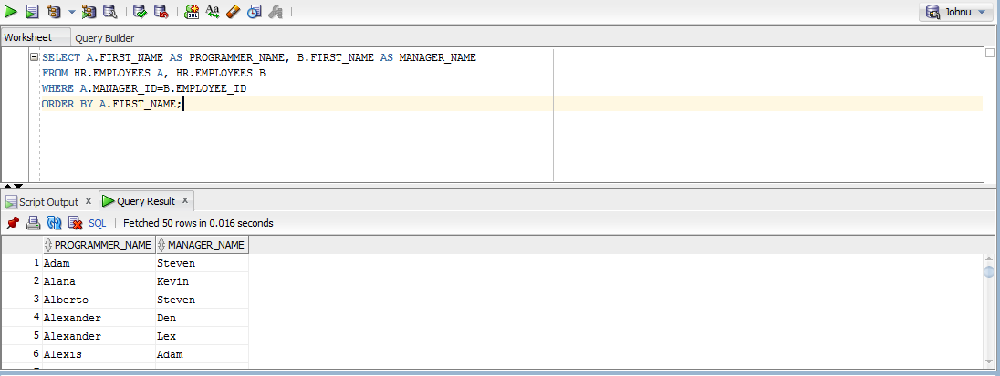 Johnu
Worksheet Query Builder
SELECT A.FIRST_NAME AS PROGRAMMER_NAME, B.FIRST_NAME AS MANAGER_NAME
FROM HR.EMPLOYEES A, HR.EMPLOYEES B
WHERE A.MANAGER_ID=B.EMPLOYEE_ID
ORDER BY A.FIRST_NAME;
Script Output x Query Result x
SQL | Fetched 50 rows in 0.016 seconds
PROGRAMMER_NAME MANAGER_NAME
1 Adam Steven
2 Alana Kevin
3 Alberto Steven
4 Alexander Den
5 Alexander Lex
6 Alexis Adam